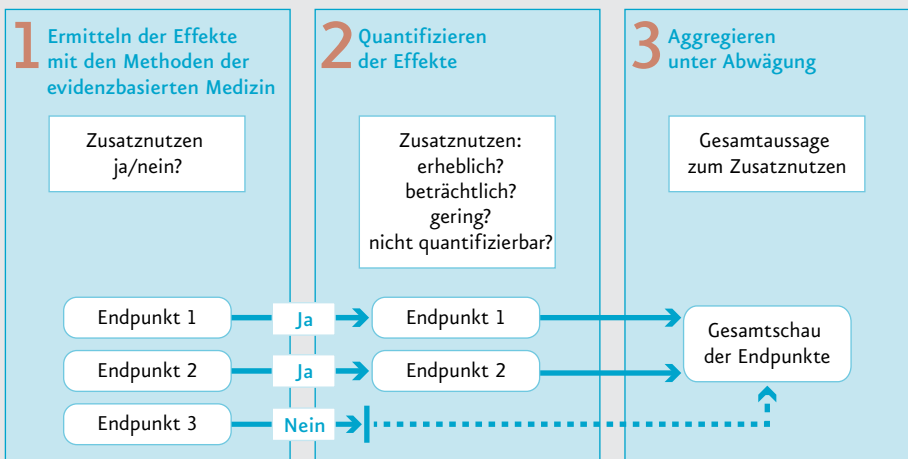 1 Ermitteln der Effekte
mit den Methoden der
evidenzbasierten Medizin
Zusatznutzen
ja/nein?
2 Quantifizieren
der Effekte
Zusatznutzen:
erheblich?
beträchtlich?
gering?
nicht quantifizierbar?
3 Aggregieren
unter Abwägung
Gesamtaussage
zum Zusatznutzen
Endpunkt 1
Ja
Endpunkt 1
Endpunkt 2
Ja
Endpunkt 2
Endpunkt 3
Nein
Gesamtschau
der Endpunkte